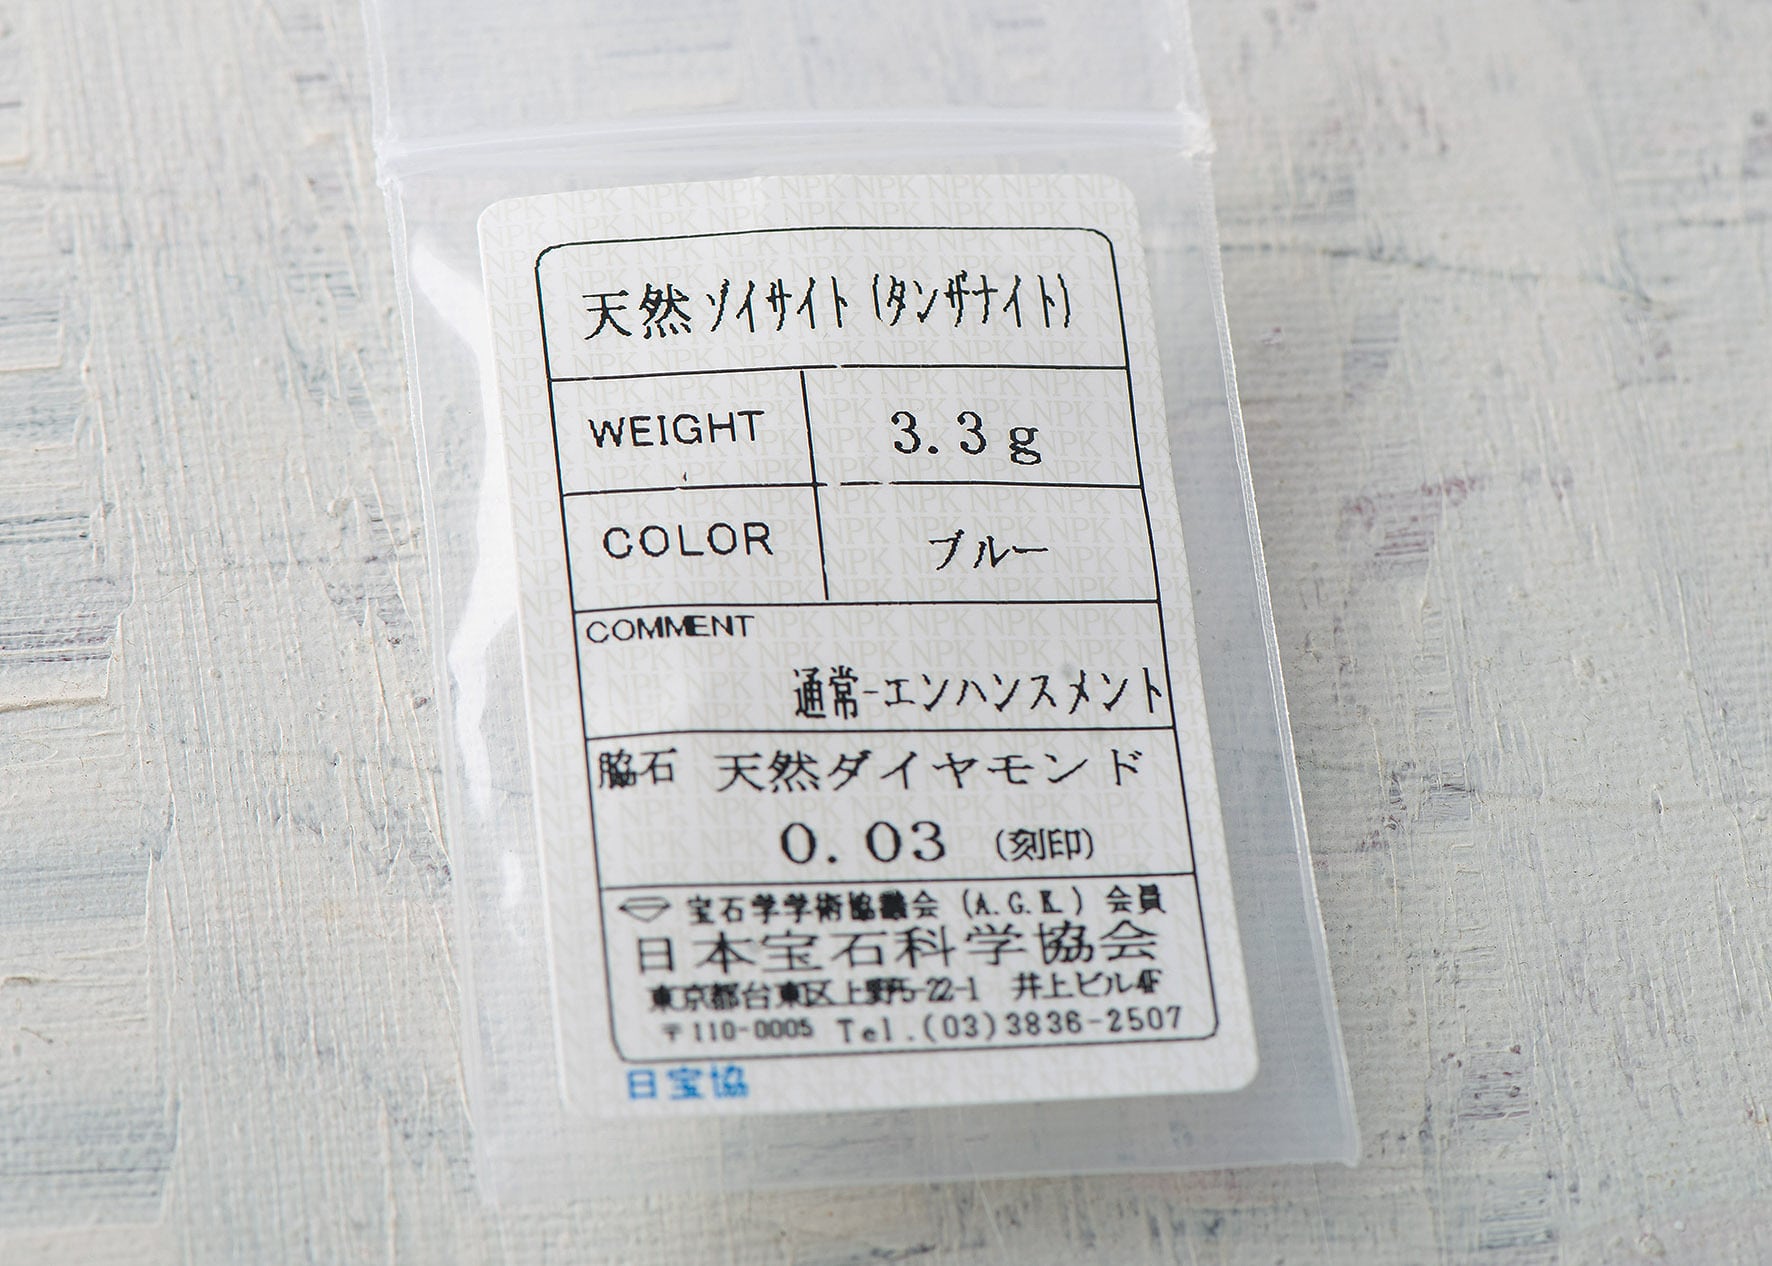 天然ゾイサイト(タンザナイト)
WEIGHT 3.3g
COLOR ブルー
COMMENT
通常-エンハンスメント
脇石 天然ダイヤモンド
0.03 (刻印)
宝石学学術協議会 (A.G.K.) 会員
日本宝石科学協会
東京都台東区上野5-22-1 井上ビル4F
〒110-0005 Tel.(03)3836-2507
日宝協
NPK